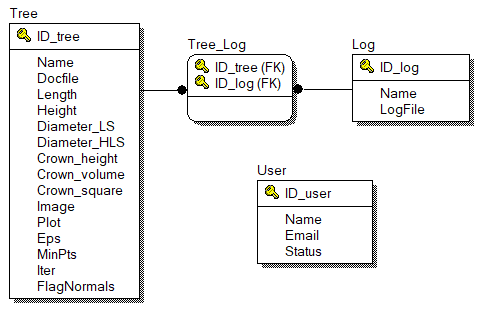 Tree
ID_tree
Name
Docfile
Length
Height
Diameter_LS
Diameter_HLS
Crown_height
Crown_volume
Crown_square
Image
Plot
Eps
MinPts
Iter
FlagNormals
Tree_Log
ID_tree (FK)
ID_log (FK)
Log
ID_log
Name
LogFile
User
ID_user
Name
Email
Status